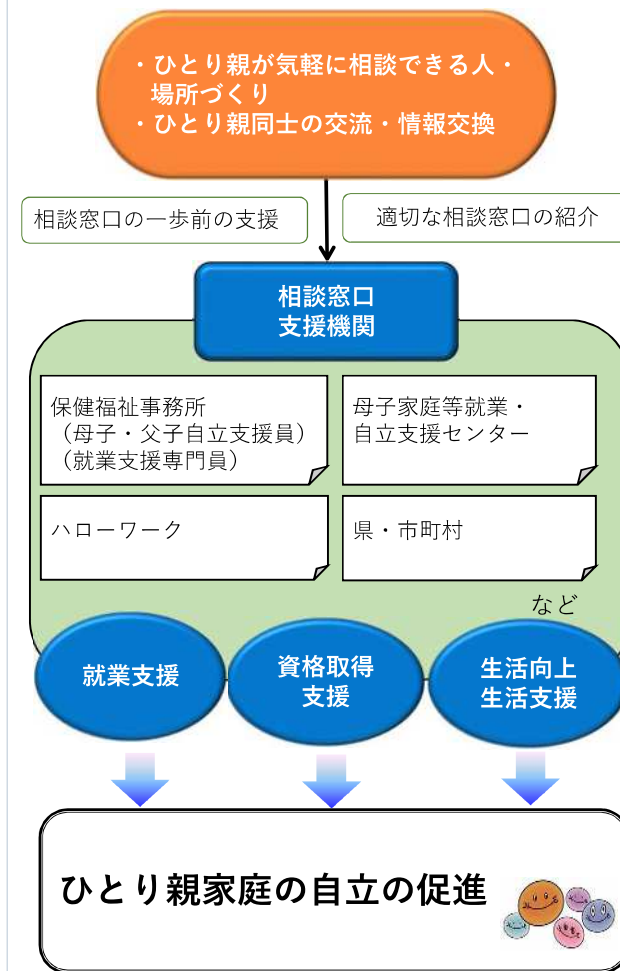 ・ひとり親が気軽に相談できる人・
場所づくり
・ひとり親同士の交流・情報交換
相談窓口の一歩前の支援
適切な相談窓口の紹介
相談窓口
支援機関
保健福祉事務所
（母子・父子自立支援員）
（就業支援専門員）
母子家庭等就業・
自立支援センター
ハローワーク
県・市町村
など
就業支援
資格取得
支援
生活向上
生活支援
ひとり親家庭の自立の促進